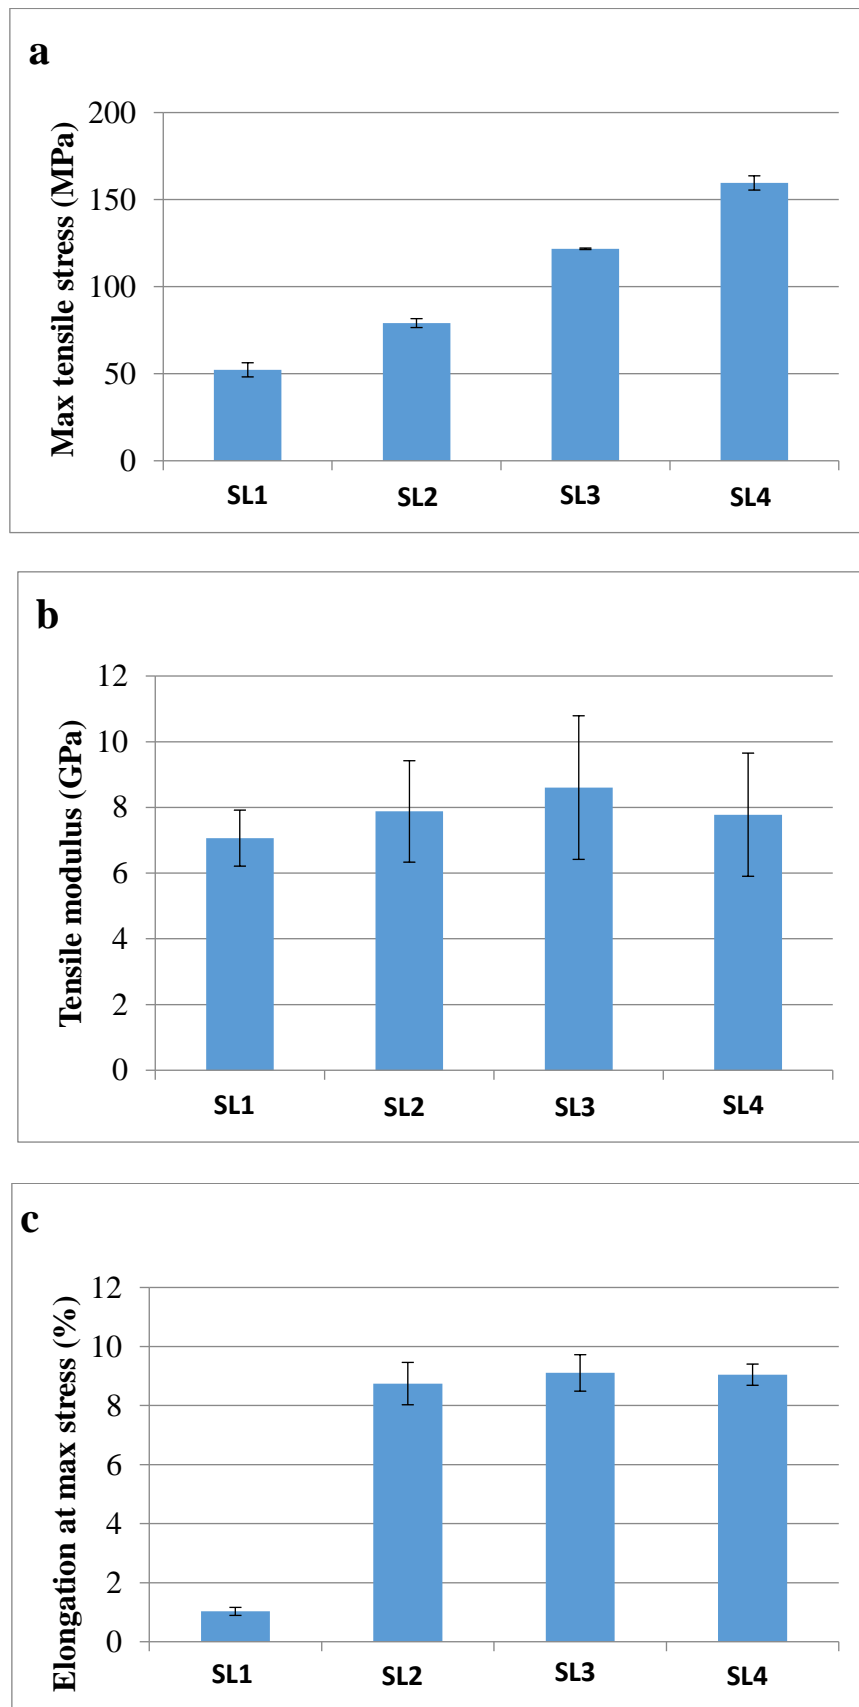 a
Max tensile stress (MPa)
200
150
100
50
0
SL1 SL2 SL3 SL4
b
Tensile modulus (GPa)
12
10
8
6
4
2
0
SL1 SL2 SL3 SL4
c
Elongation at max stress (%)
12
10
8
6
4
2
0
SL1 SL2 SL3 SL4